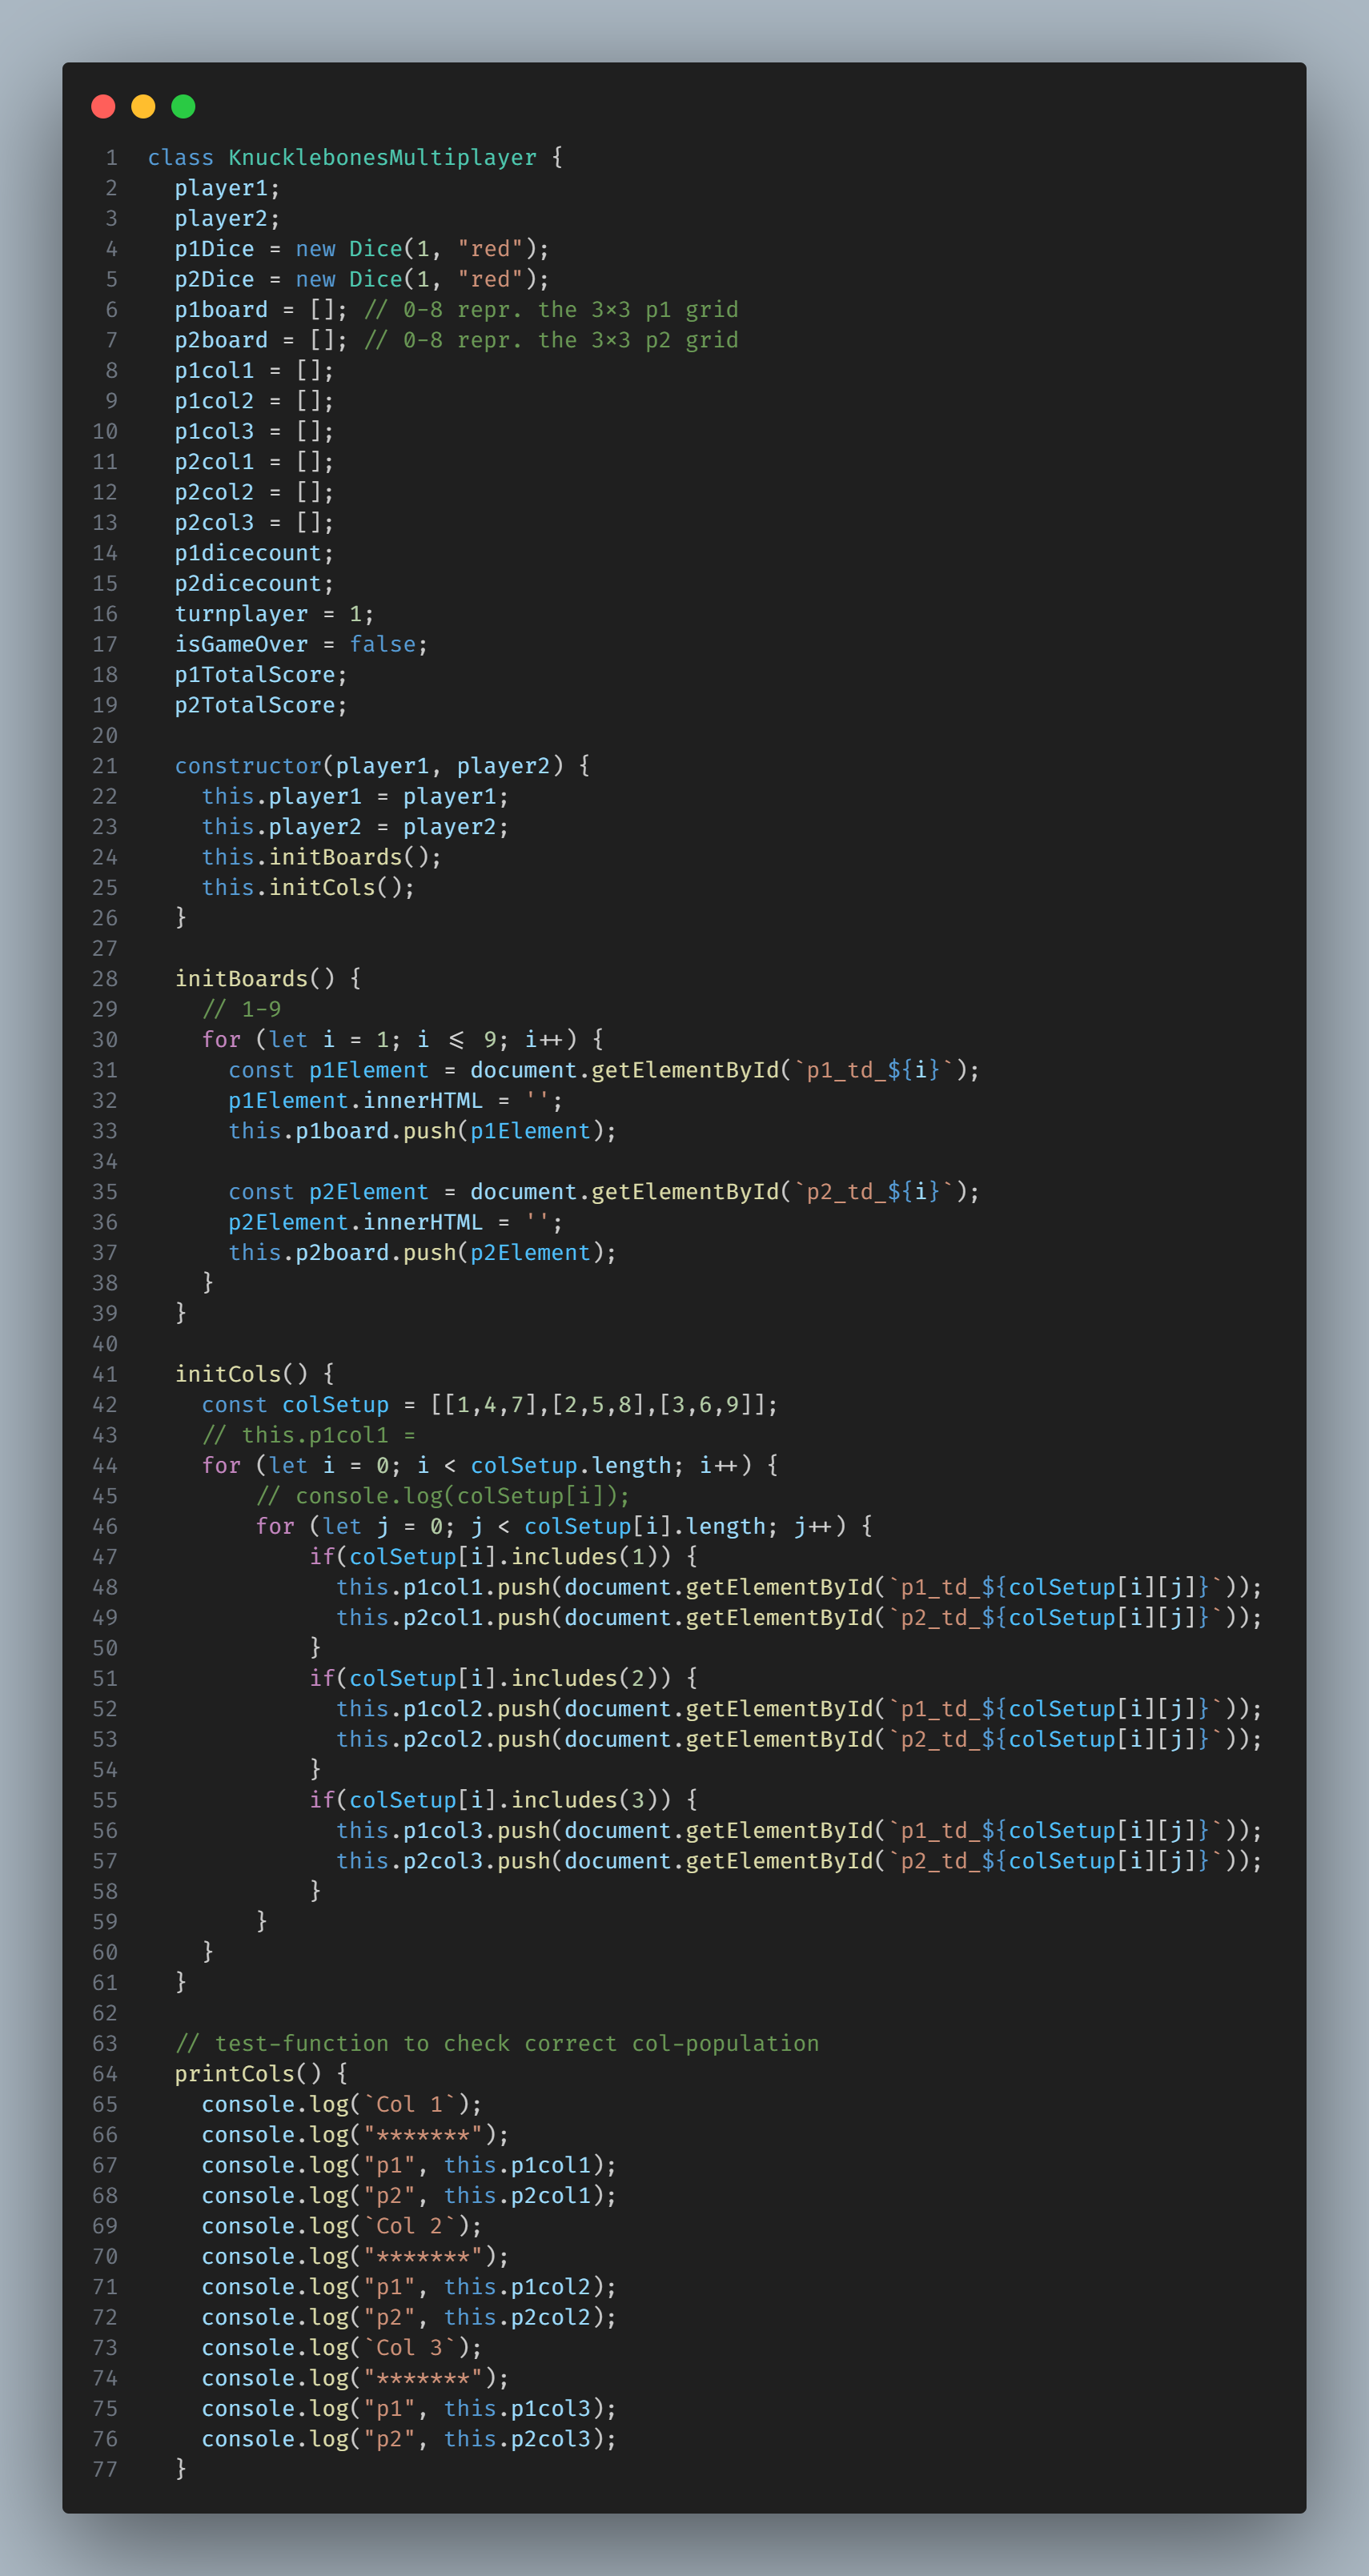 1 class KnucklebonesMultiplayer {
2   player1;
3   player2;
4   p1Dice = new Dice(1, "red");
5   p2Dice = new Dice(1, "red");
6   p1board = []; // 0-8 repr. the 3×3 p1 grid
7   p2board = []; // 0-8 repr. the 3×3 p2 grid
8   p1col1 = [];
9   p1col2 = [];
10   p1col3 = [];
11   p2col1 = [];
12   p2col2 = [];
13   p2col3 = [];
14   p1dicecount;
15   p2dicecount;
16   turnplayer = 1;
17   isGameOver = false;
18   p1TotalScore;
19   p2TotalScore;
20
21   constructor(player1, player2) {
22     this.player1 = player1;
23     this.player2 = player2;
24     this.initBoards();
25     this.initCols();
26   }
27
28   initBoards() {
29     // 1-9
30     for (let i = 1; i <= 9; i++) {
31       const p1Element = document.getElementById(`p1_td_${i}`);
32       p1Element.innerHTML = '';
33       this.p1board.push(p1Element);
34
35       const p2Element = document.getElementById(`p2_td_${i}`);
36       p2Element.innerHTML = '';
37       this.p2board.push(p2Element);
38     }
39   }
40
41   initCols() {
42     const colSetup = [[1,4,7],[2,5,8],[3,6,9]];
43     // this.p1col1 =
44     for (let i = 0; i < colSetup.length; i++) {
45         // console.log(colSetup[i]);
46         for (let j = 0; j < colSetup[i].length; j++) {
47             if(colSetup[i].includes(1)) {
48               this.p1col1.push(document.getElementById(`p1_td_${colSetup[i][j]}`));
49               this.p2col1.push(document.getElementById(`p2_td_${colSetup[i][j]}`));
50             }
51             if(colSetup[i].includes(2)) {
52               this.p1col2.push(document.getElementById(`p1_td_${colSetup[i][j]}`));
53               this.p2col2.push(document.getElementById(`p2_td_${colSetup[i][j]}`));
54             }
55             if(colSetup[i].includes(3)) {
56               this.p1col3.push(document.getElementById(`p1_td_${colSetup[i][j]}`));
57               this.p2col3.push(document.getElementById(`p2_td_${colSetup[i][j]}`));
58             }
59         }
60     }
61   }
62
63   // test-function to check correct col-population
64   printCols() {
65     console.log(`Col 1`);
66     console.log("*******");
67     console.log("p1", this.p1col1);
68     console.log("p2", this.p2col1);
69     console.log(`Col 2`);
70     console.log("*******");
71     console.log("p1", this.p1col2);
72     console.log("p2", this.p2col2);
73     console.log(`Col 3`);
74     console.log("*******");
75     console.log("p1", this.p1col3);
76     console.log("p2", this.p2col3);
77   }